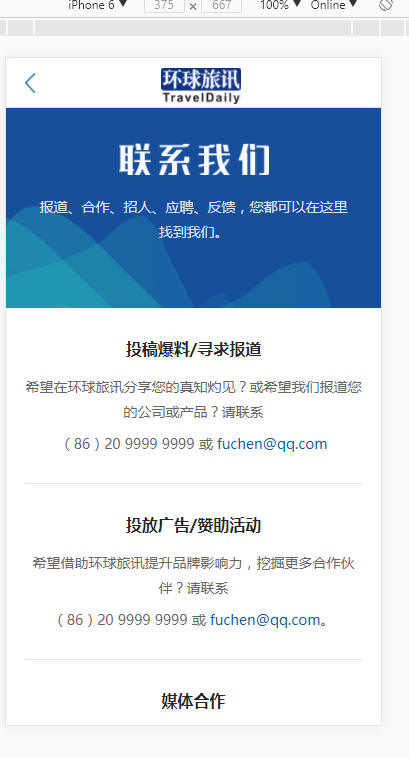 iPhone 6 ▼ 375 × 667 100% ▼ Online ▼
环球旅讯
TravelDaily
联系我们
报道、合作、招人、应聘、反馈，您都可以在这里
找到我们。
投稿爆料/寻求报道
希望在环球旅讯分享您的真知灼见？或希望我们报道您
的公司或产品？请联系
（86）20 9999 9999 或 fuchen@qq.com
投放广告/赞助活动
希望借助环球旅讯提升品牌影响力，挖掘更多合作伙
伴？请联系
（86）20 9999 9999 或 fuchen@qq.com。
媒体合作